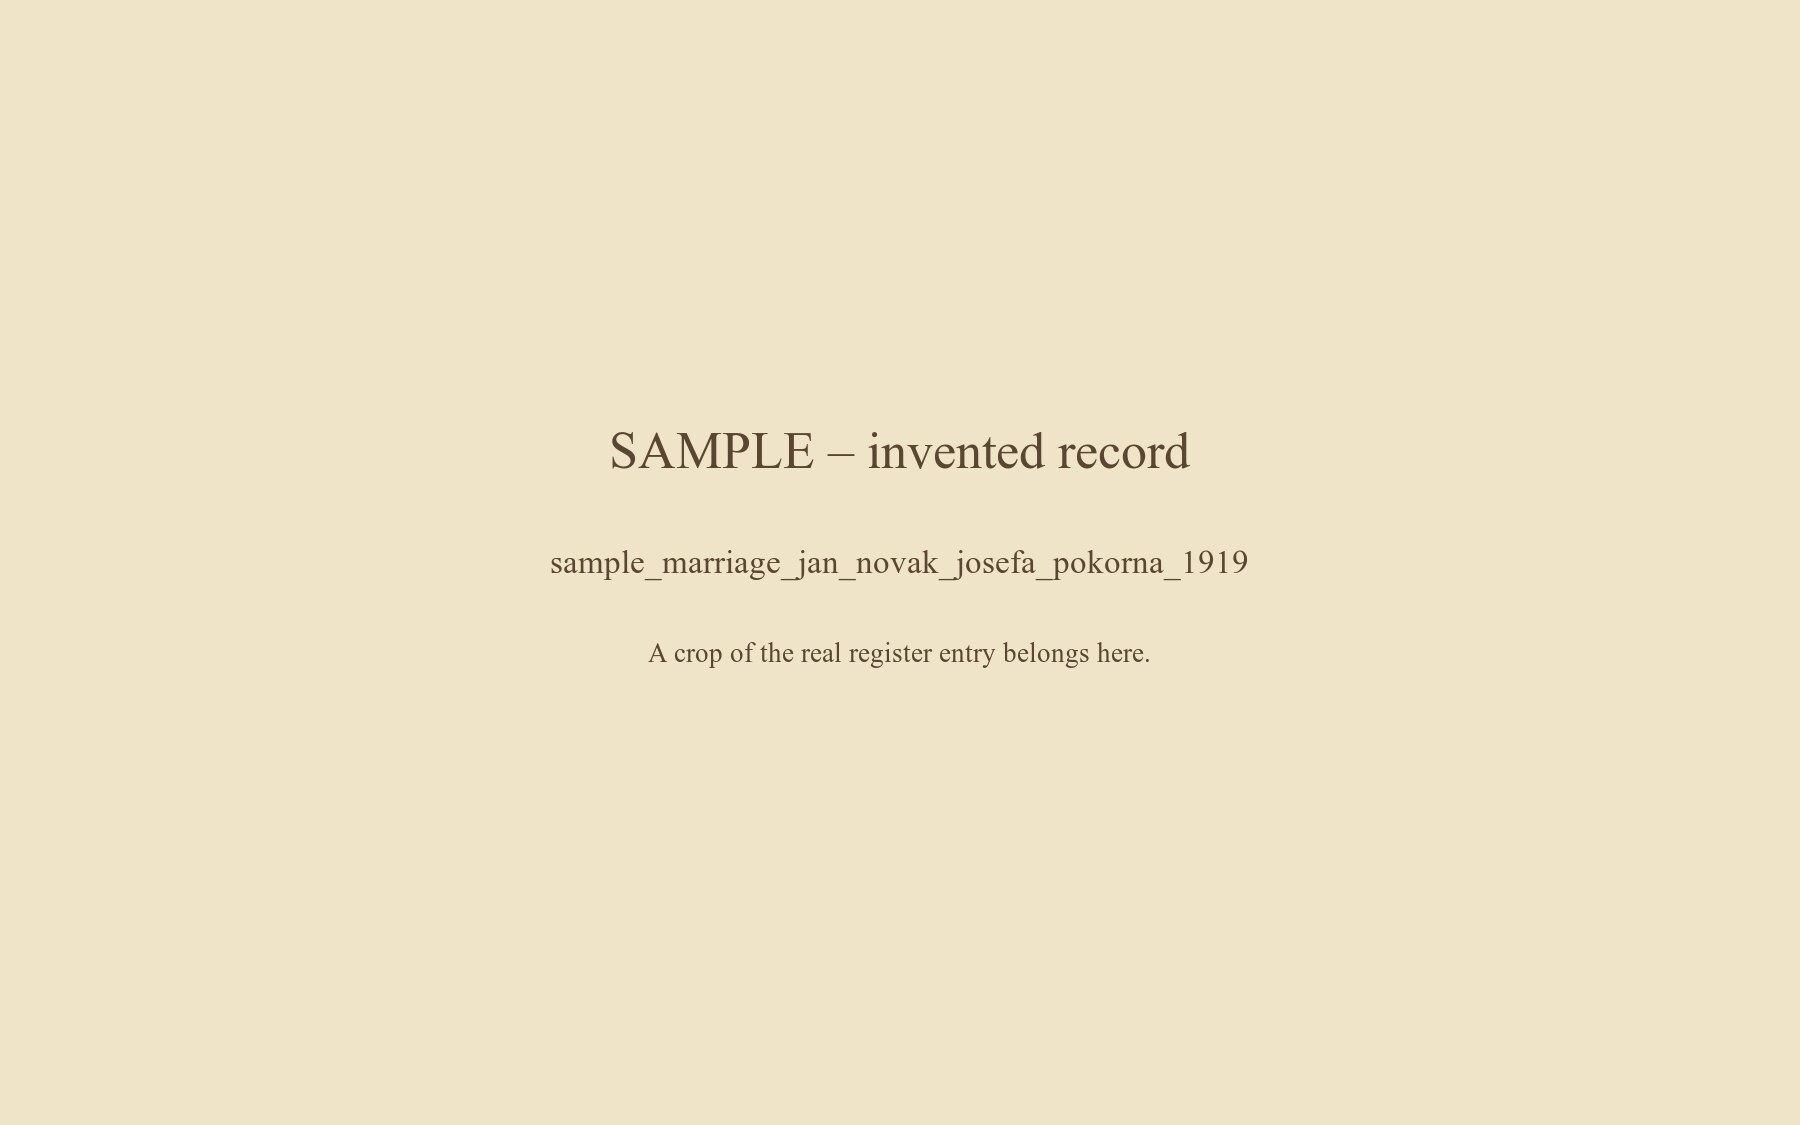 SAMPLE – invented record
sample_marriage_jan_novak_josefa_pokorna_1919
A crop of the real register entry belongs here.